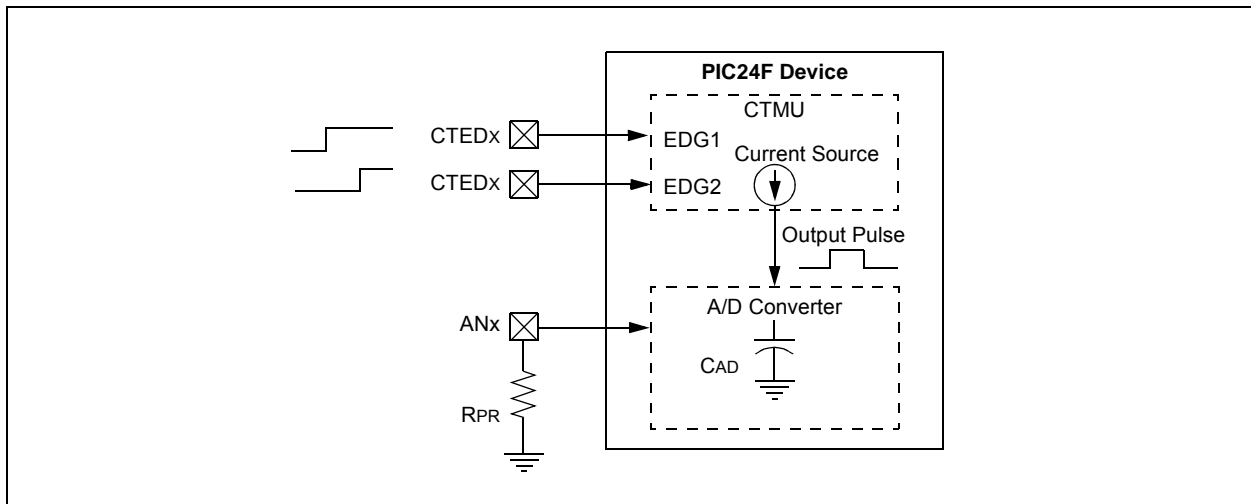 PIC24F Device
CTMU
CTEDX
EDG1
Current Source
CTEDX
EDG2
Output Pulse
A/D Converter
ANx
CAD
RPR